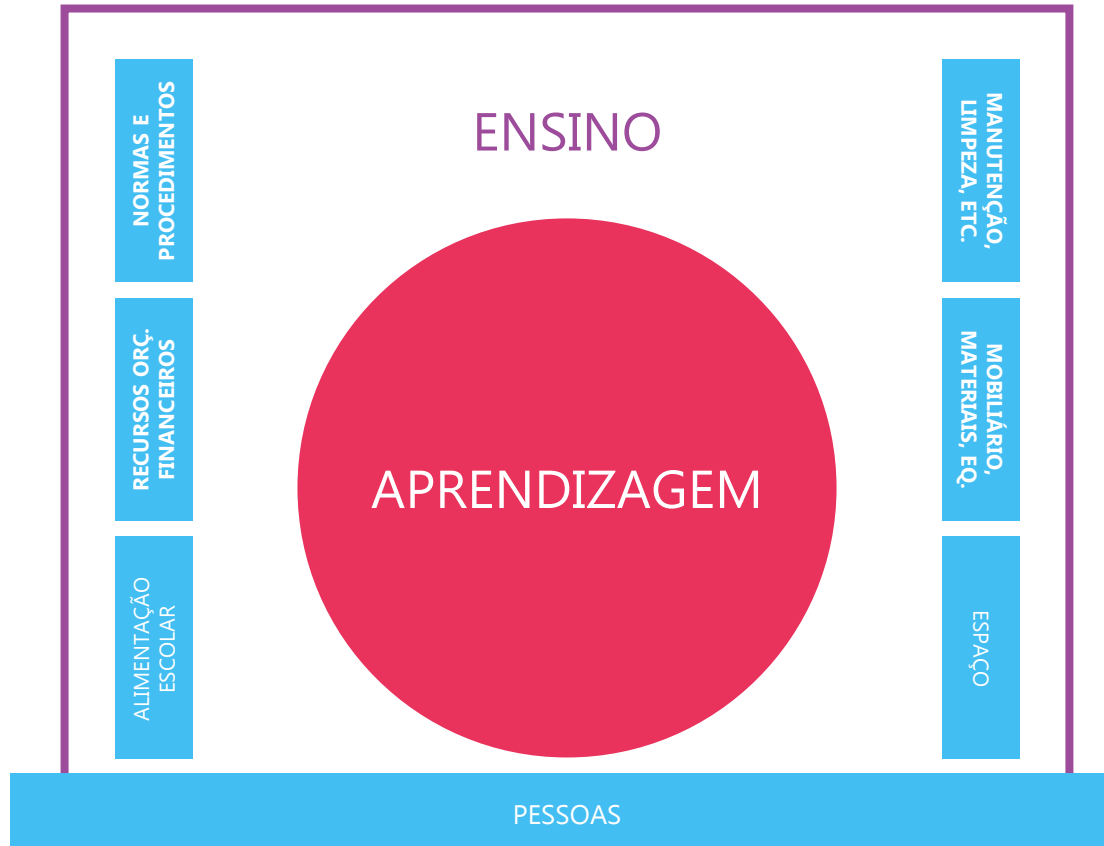 ENSINO
NORMAS E
PROCEDIMENTOS
RECURSOS ORÇ.
FINANCEIROS
ALIMENTAÇÃO
ESCOLAR
APRENDIZAGEM
MANUTENÇÃO,
LIMPEZA, ETC.
MOBILIÁRIO,
MATERIAIS, EQ.
ESPAÇO
PESSOAS